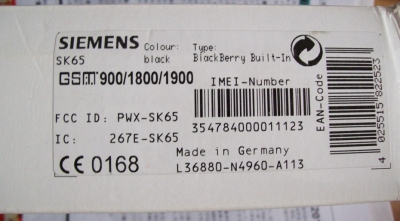 SIEMENS
SK65
Colour:
black
Type:
BlackBerry Built-In
GSM 900/1800/1900
IMEI-Number
FCC ID: PWX-SK65
354784000011123
IC: 267E-SK65
CE 0168
Made in Germany
L36880-N4960-A113
EAN-Code
4 025515 822523